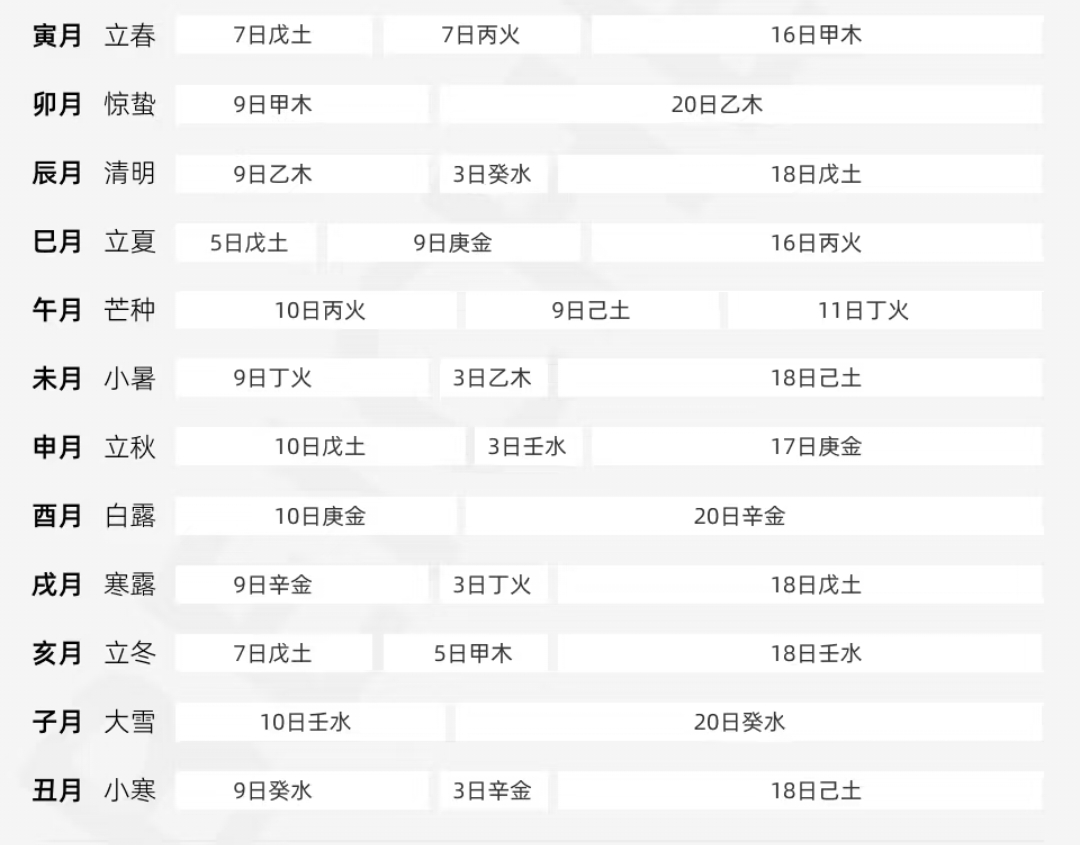 寅月 立春 7日戊土 7日丙火 16日甲木
卯月 惊蛰 9日甲木 20日乙木
辰月 清明 9日乙木 3日癸水 18日戊土
巳月 立夏 5日戊土 9日庚金 16日丙火
午月 芒种 10日丙火 9日己土 11日丁火
未月 小暑 9日丁火 3日乙木 18日己土
申月 立秋 10日戊土 3日壬水 17日庚金
酉月 白露 10日庚金 20日辛金
戌月 寒露 9日辛金 3日丁火 18日戊土
亥月 立冬 7日戊土 5日甲木 18日壬水
子月 大雪 10日壬水 20日癸水
丑月 小寒 9日癸水 3日辛金 18日己土